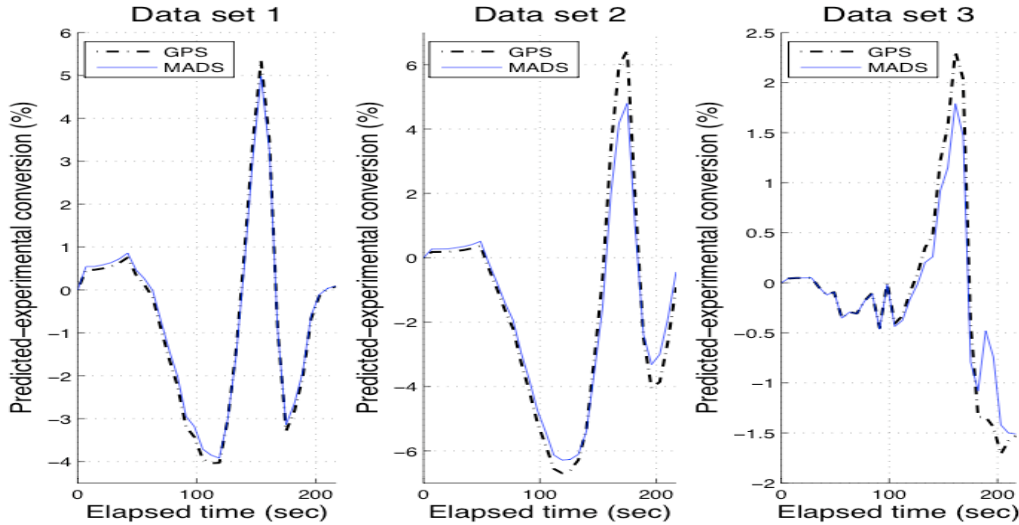 Data set 1
GPS
MADS
6
5
4
3
2
1
0
−1
−2
−3
−4
Predicted−experimental conversion (%)
0
100
200
Elapsed time (sec)
Data set 2
GPS
MADS
6
4
2
0
−2
−4
−6
Predicted−experimental conversion (%)
0
100
200
Elapsed time (sec)
Data set 3
GPS
MADS
2.5
2
1.5
1
0.5
0
−0.5
−1
−1.5
−2
Predicted−experimental conversion (%)
0
100
200
Elapsed time (sec)